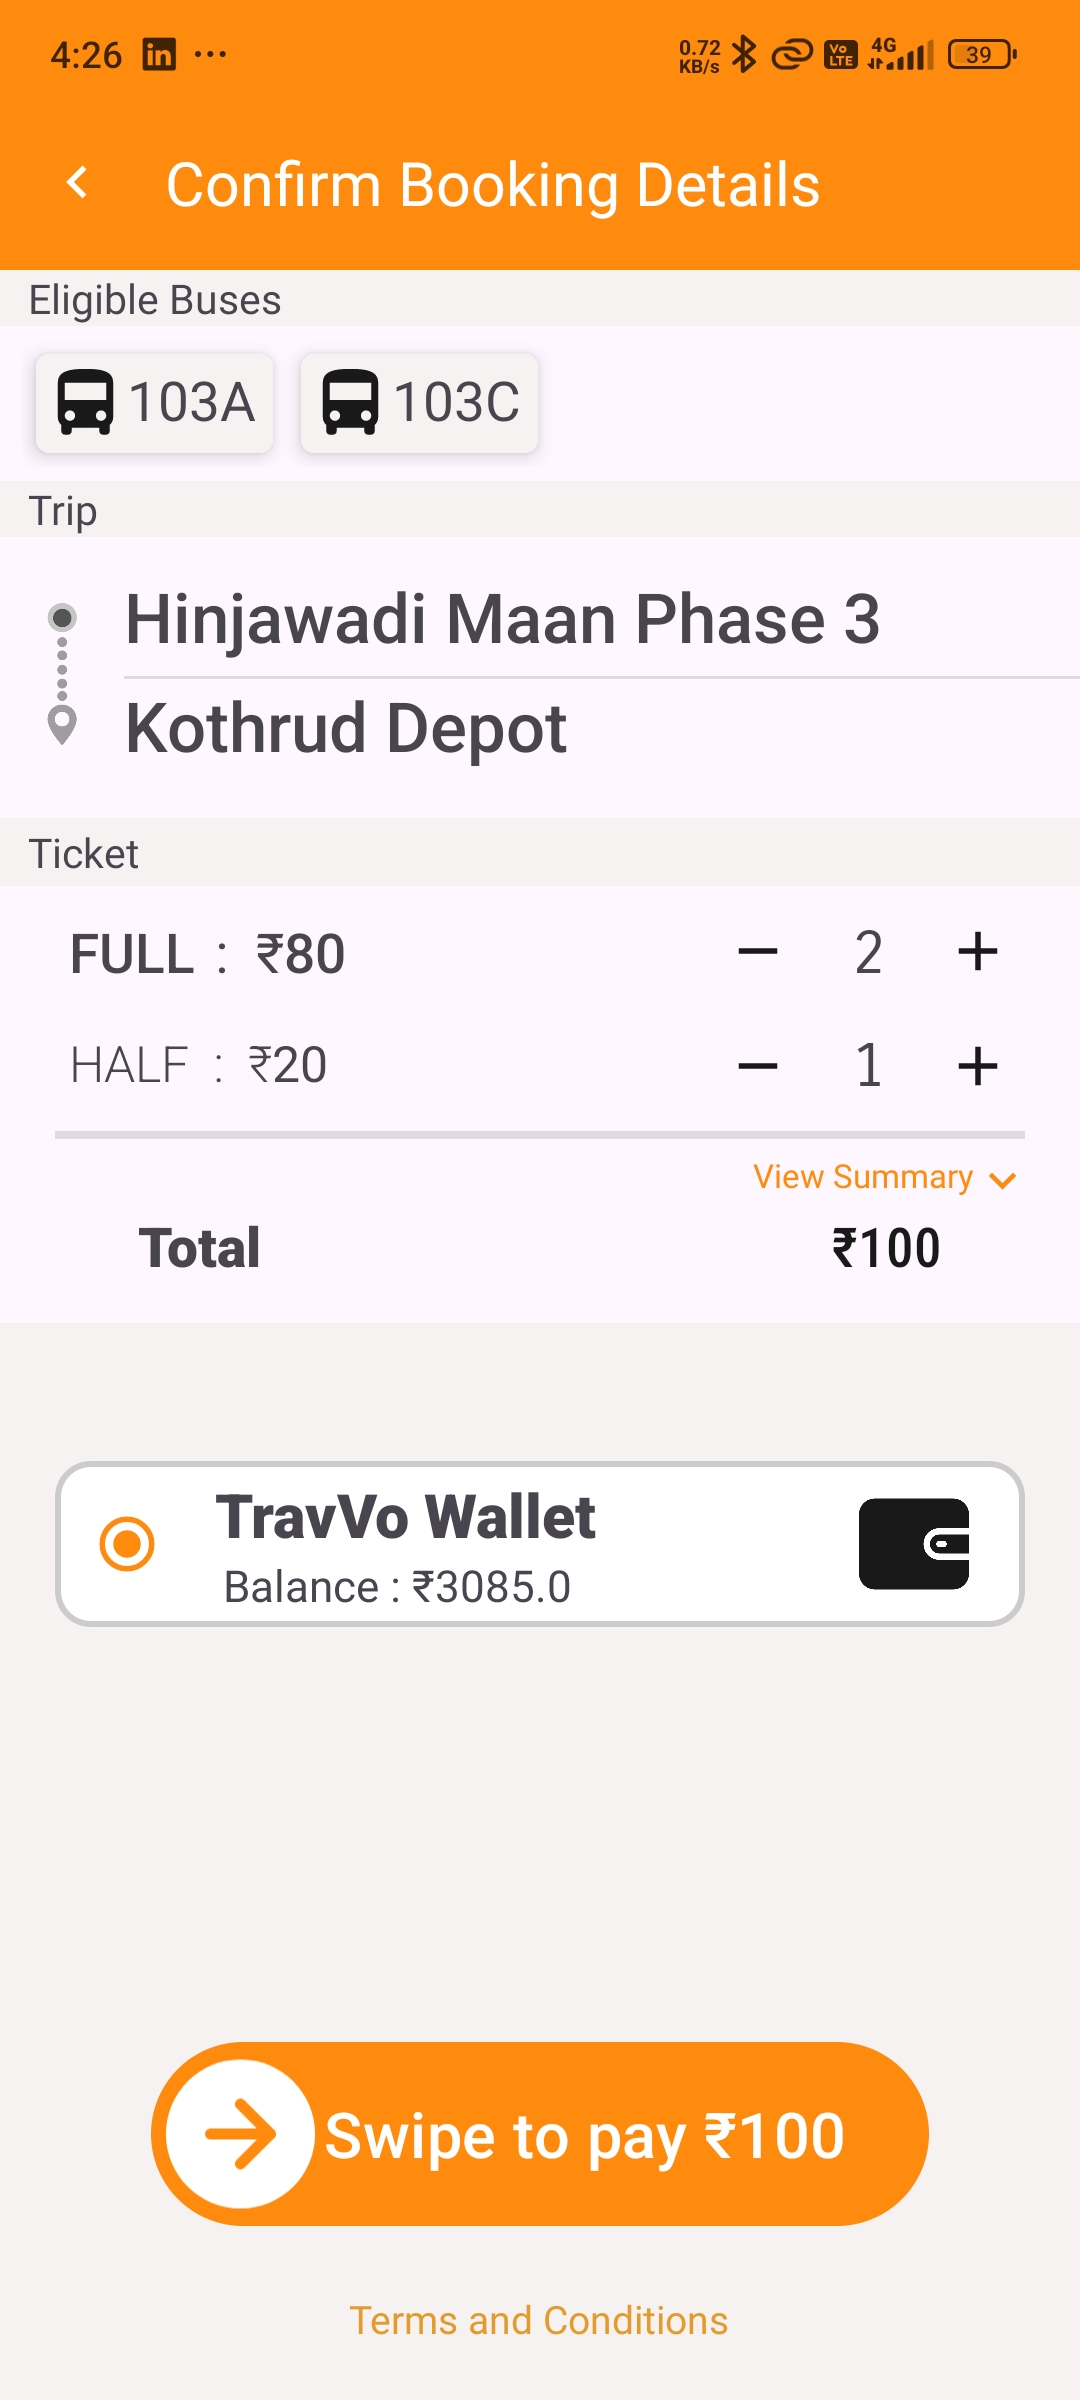 4:26 in ... 0.72 KB/s Vo LTE 4G 39
Confirm Booking Details
Eligible Buses
103A 103C
Trip
Hinjawadi Maan Phase 3
Kothrud Depot
Ticket
FULL : ₹80 − 2 +
HALF : ₹20 − 1 +
View Summary
Total ₹100
TravVo Wallet
Balance : ₹3085.0
Swipe to pay ₹100
Terms and Conditions